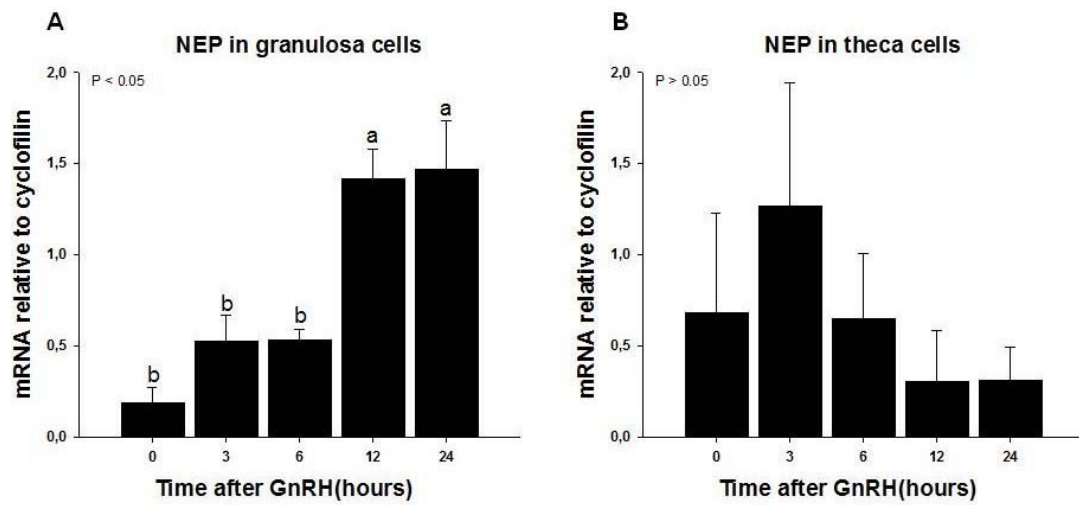 A
NEP in granulosa cells
P < 0.05
mRNA relative to cyclofilin
2,0
1,5
1,0
0,5
0,0
b
b
b
a
a
0 3 6 12 24
Time after GnRH(hours)
B
NEP in theca cells
P > 0.05
mRNA relative to cyclofilin
2,0
1,5
1,0
0,5
0,0
0 3 6 12 24
Time after GnRH(hours)